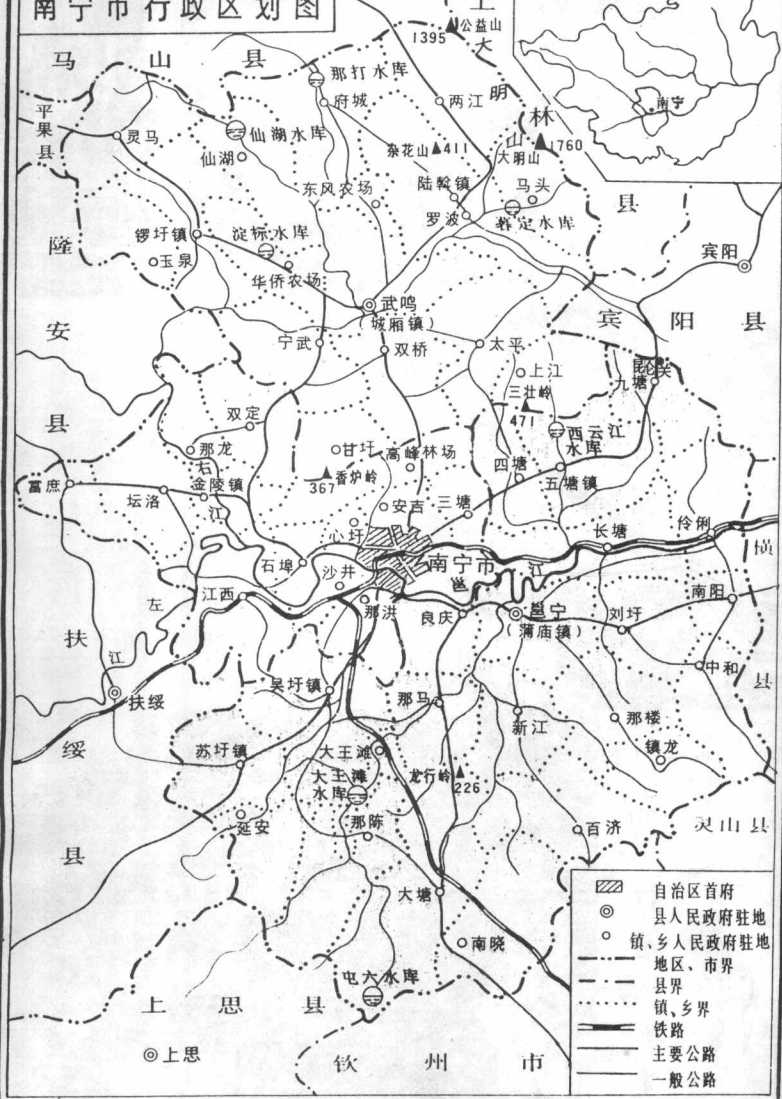 南宁市行政区划图
上
公益山
1395
大
马山县
那打水库
明
府城
两江
南宁
平果县
林
灵马
仙湖水库
杂花山 411
山
大明山
1760
仙湖
东风农场
陆斡镇
马头
县
罗波
锣圩镇
宾阳
玉泉
隆
华侨农场
武鸣
(城厢镇)
宾阳县
安
宁武
双桥
太平
上江
昆仑关
九塘
三壮岭
471
县
双定
西云江
水库
那龙
甘圩
高峰林场
右
四塘
富庶
金陵镇
367
香炉岭
五塘镇
坛洛
江
安吉
三塘
心圩
长塘
伶俐
石埠
南宁市
江
横
沙井
邕
左
江西
那洪
良庆
邕宁
(蒲庙镇)
刘圩
南阳
扶
江
中和
吴圩镇
县
扶绥
那马
新江
那楼
绥
苏圩镇
大王滩
镇龙
大王滩
水库
龙行岭
226
延安
那陈
百济
灵山县
县
大塘
南晓
屯六水库
上思县
上思
钦州市
自治区首府
县人民政府驻地
镇、乡人民政府驻地
地区、市界
县界
镇、乡界
铁路
主要公路
一般公路